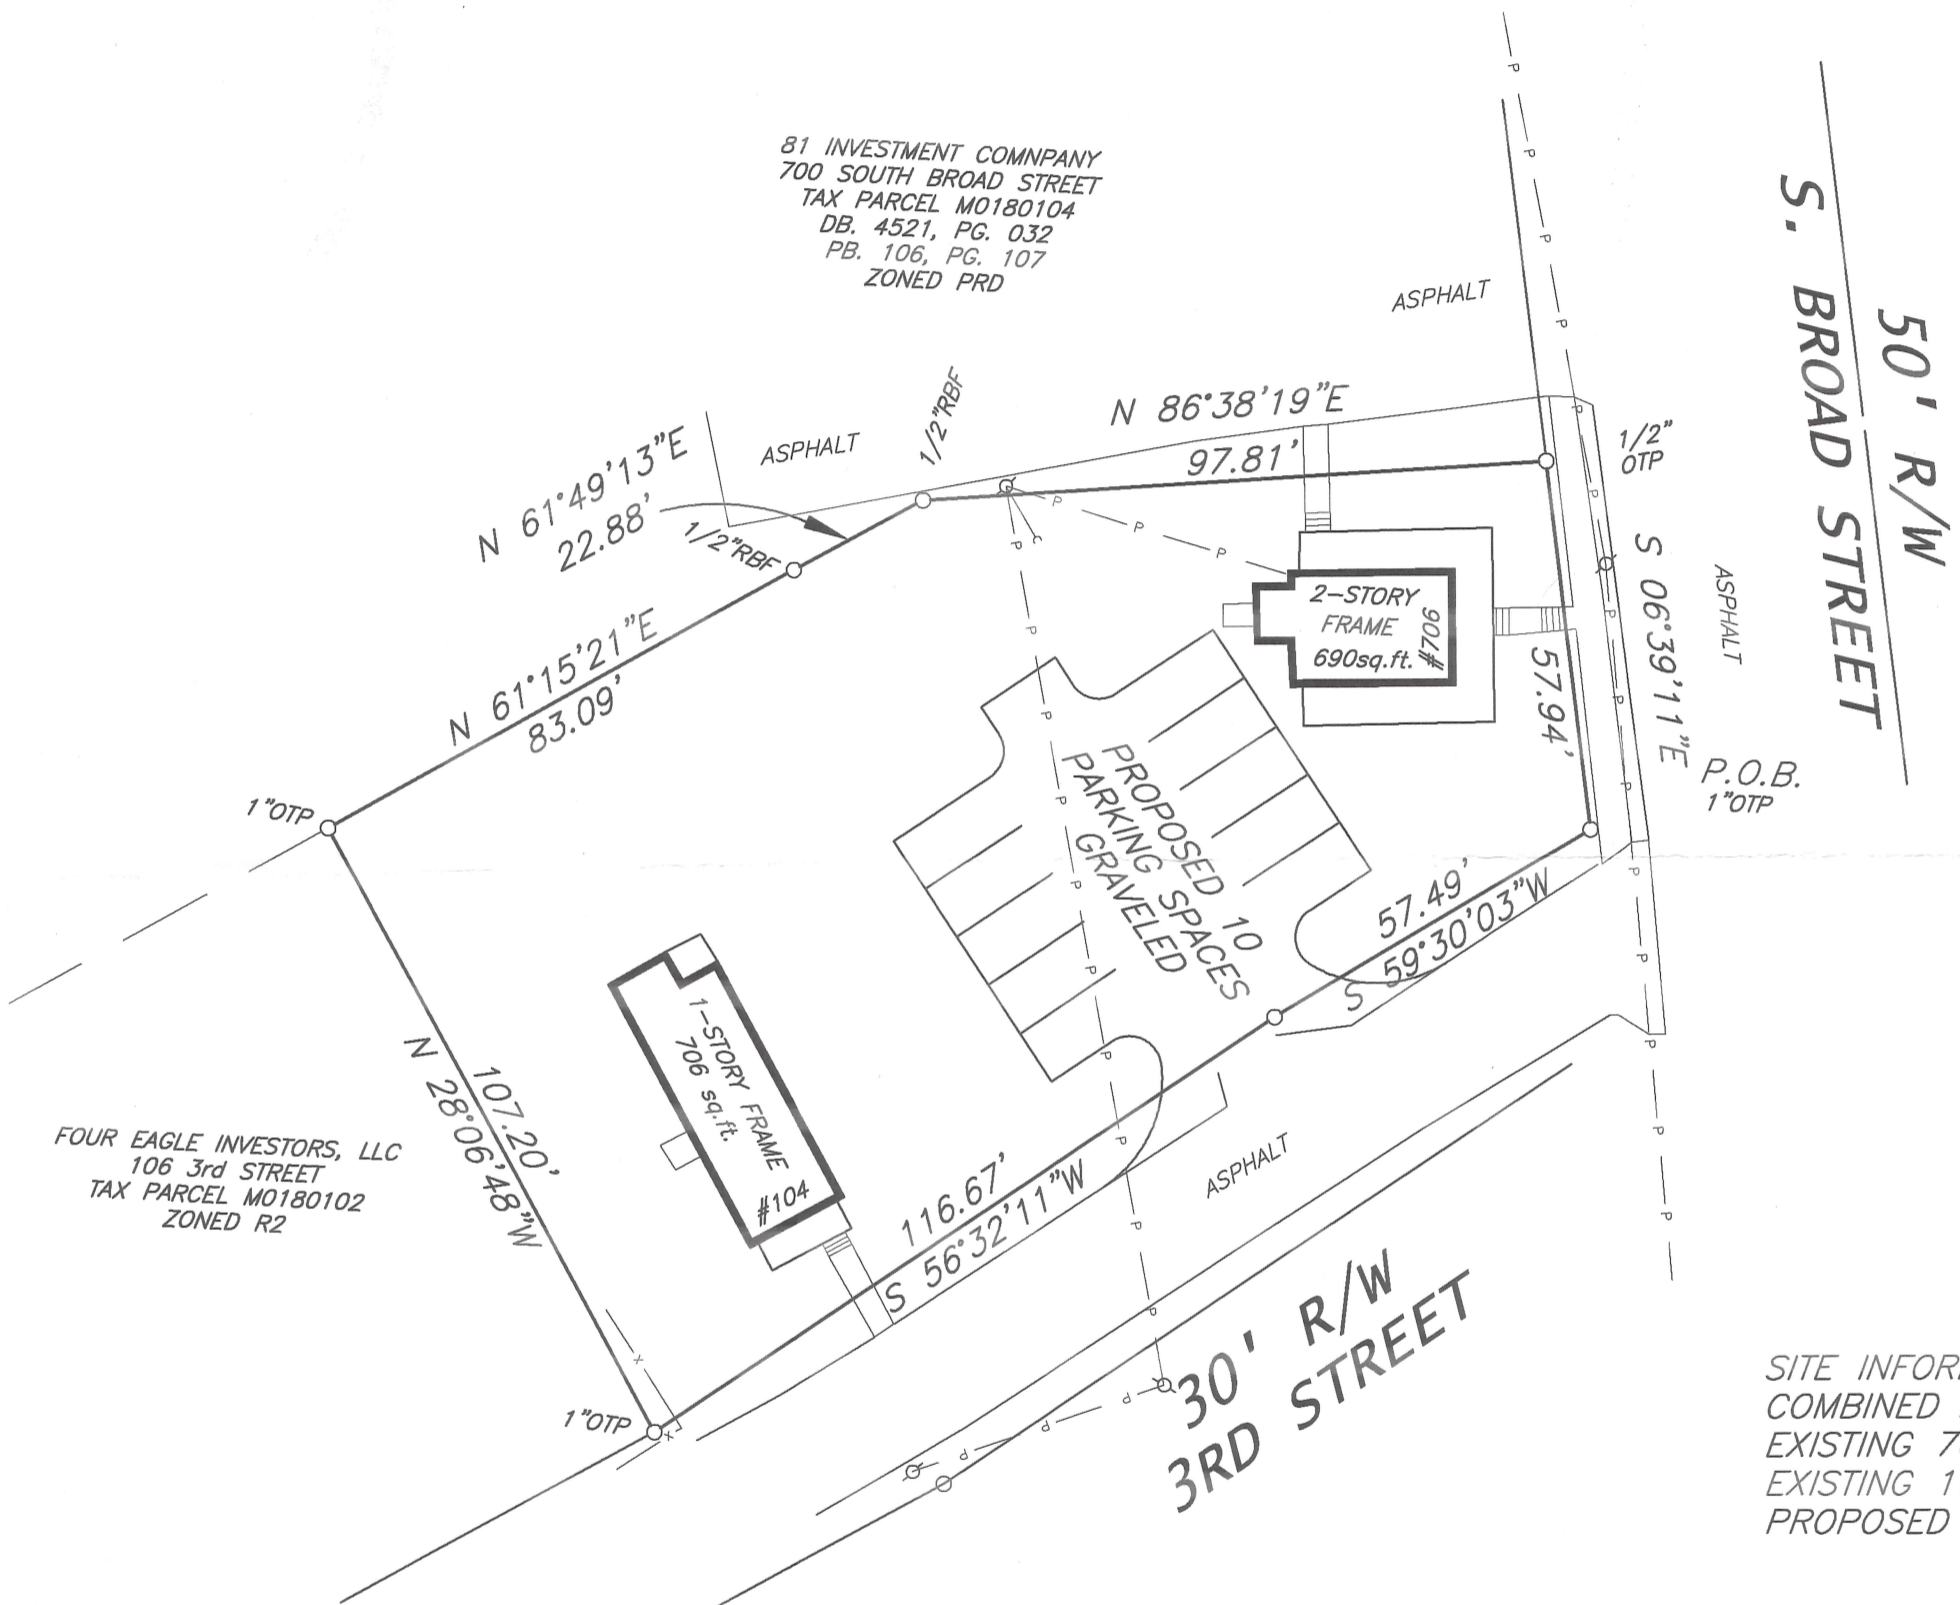 81 INVESTMENT COMNPANY
700 SOUTH BROAD STREET
TAX PARCEL M0180104
DB. 4521, PG. 032
PB. 106, PG. 107
ZONED PRD
50' R/W
S. BROAD STREET
ASPHALT
N 86°38'19"E
97.81'
1/2"RBF
ASPHALT
N 61°49'13"E
22.88'
1/2"RBF
1/2"
OTP
S 06°39'11"E
57.94'
ASPHALT
2-STORY
FRAME
690sq.ft.
#706
N 61°15'21"E
83.09'
1"OTP
P.O.B.
1"OTP
PROPOSED 10
PARKING SPACES
GRAVELED
57.49'
S 59°30'03"W
1-STORY FRAME
706 sq.ft.
#104
107.20'
N 28°06'48"W
FOUR EAGLE INVESTORS, LLC
106 3rd STREET
TAX PARCEL M0180102
ZONED R2
116.67'
S 56°32'11"W
ASPHALT
1"OTP
30' R/W
3RD STREET
SITE
COMBINED
EXISTING
EXISTING
PROPOSED